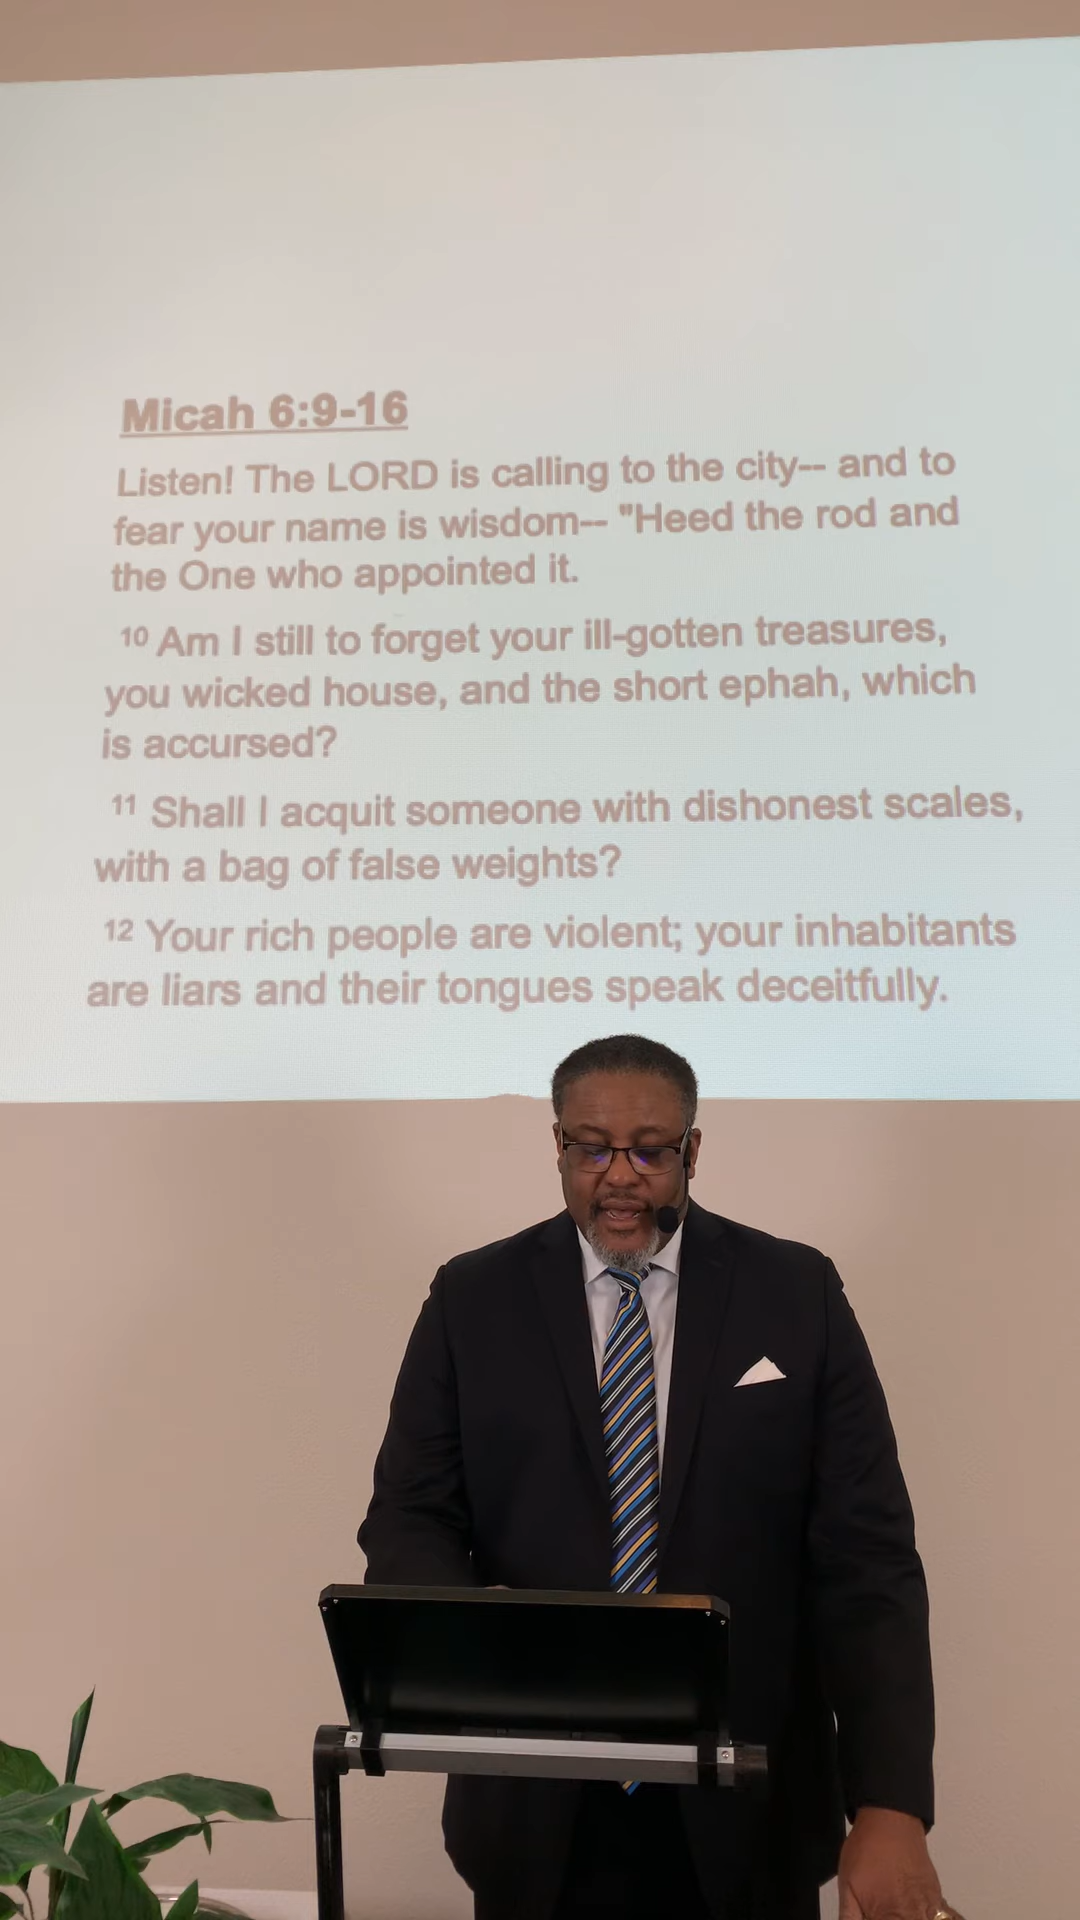 Micah 6:9-16
Listen! The LORD is calling to the city-- and to
fear your name is wisdom-- "Heed the rod and
the One who appointed it.
10 Am I still to forget your ill-gotten treasures,
you wicked house, and the short ephah, which
is accursed?
11 Shall I acquit someone with dishonest scales,
with a bag of false weights?
12 Your rich people are violent; your inhabitants
are liars and their tongues speak deceitfully.